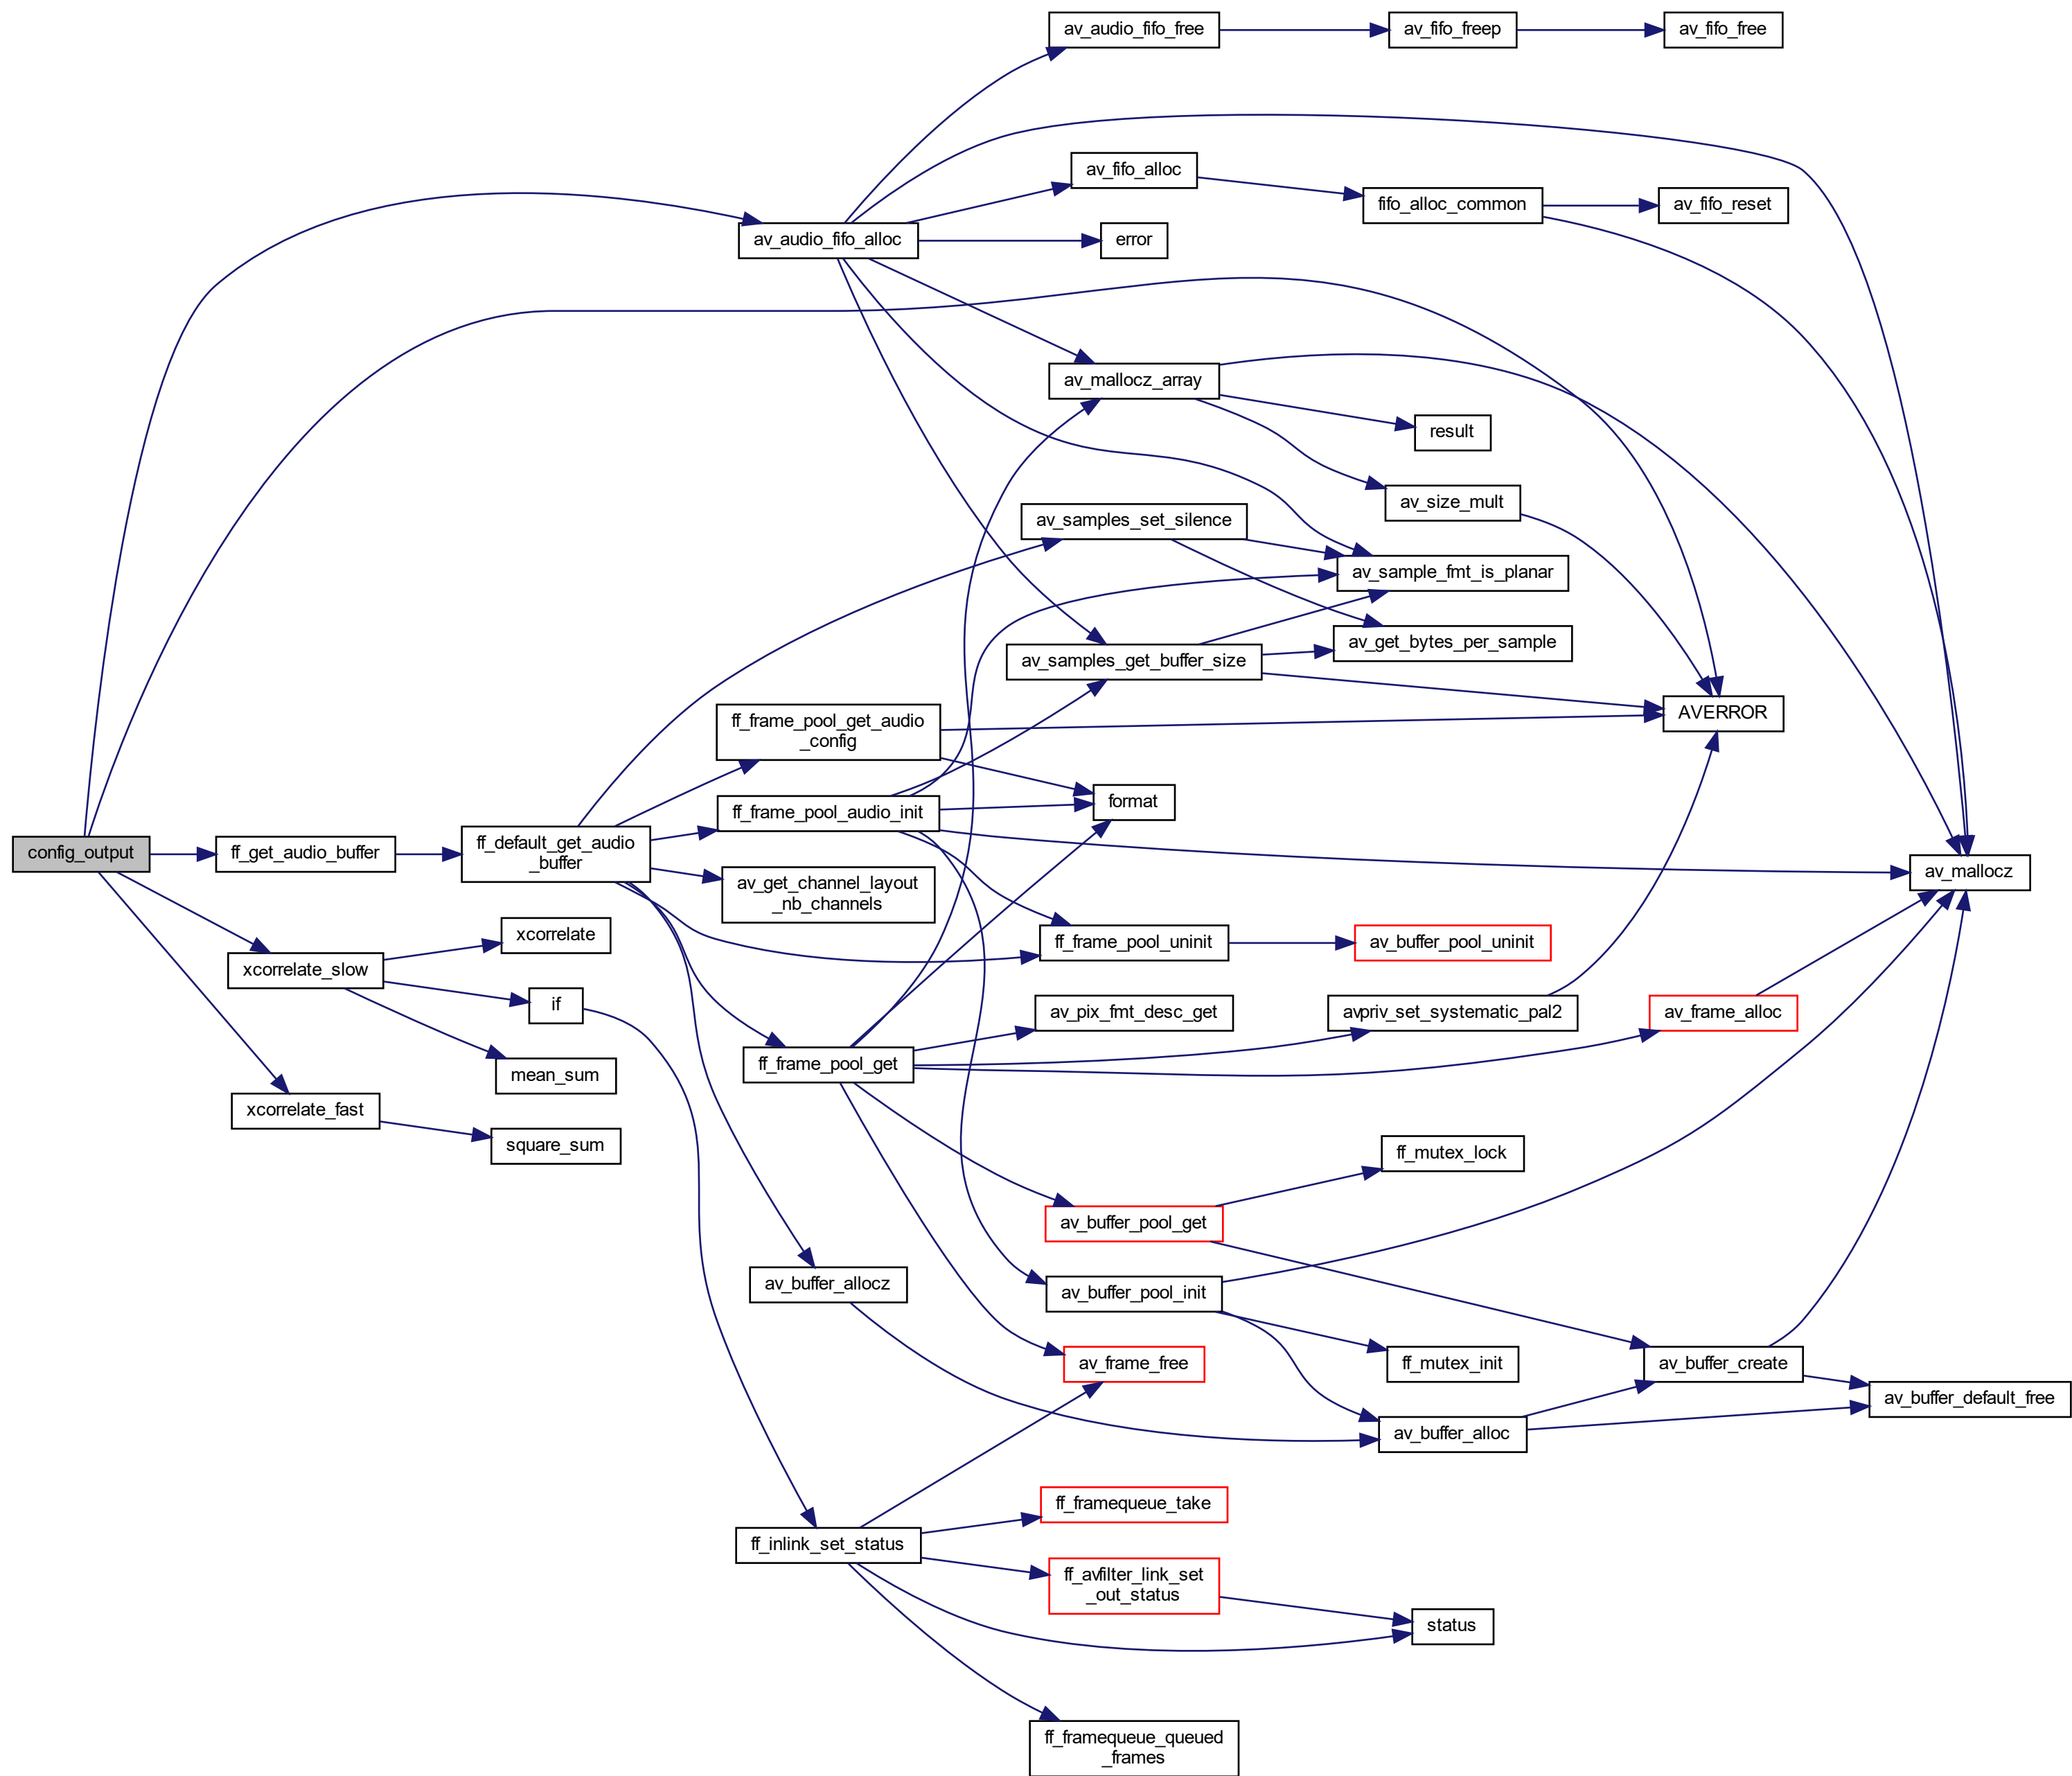 av_audio_fifo_free
av_fifo_freep
av_fifo_free
av_fifo_alloc
fifo_alloc_common
av_fifo_reset
av_audio_fifo_alloc
error
av_mallocz_array
result
av_size_mult
av_samples_set_silence
av_sample_fmt_is_planar
av_get_bytes_per_sample
av_samples_get_buffer_size
AVERROR
ff_frame_pool_get_audio
_config
ff_frame_pool_audio_init
format
config_output
ff_get_audio_buffer
ff_default_get_audio
_buffer
av_get_channel_layout
_nb_channels
av_mallocz
xcorrelate
ff_frame_pool_uninit
av_buffer_pool_uninit
xcorrelate_slow
if
av_pix_fmt_desc_get
avpriv_set_systematic_pal2
av_frame_alloc
mean_sum
ff_frame_pool_get
xcorrelate_fast
square_sum
ff_mutex_lock
av_buffer_pool_get
av_buffer_allocz
av_buffer_pool_init
av_frame_free
ff_mutex_init
av_buffer_create
av_buffer_default_free
av_buffer_alloc
ff_framequeue_take
ff_inlink_set_status
ff_avfilter_link_set
_out_status
status
ff_framequeue_queued
_frames